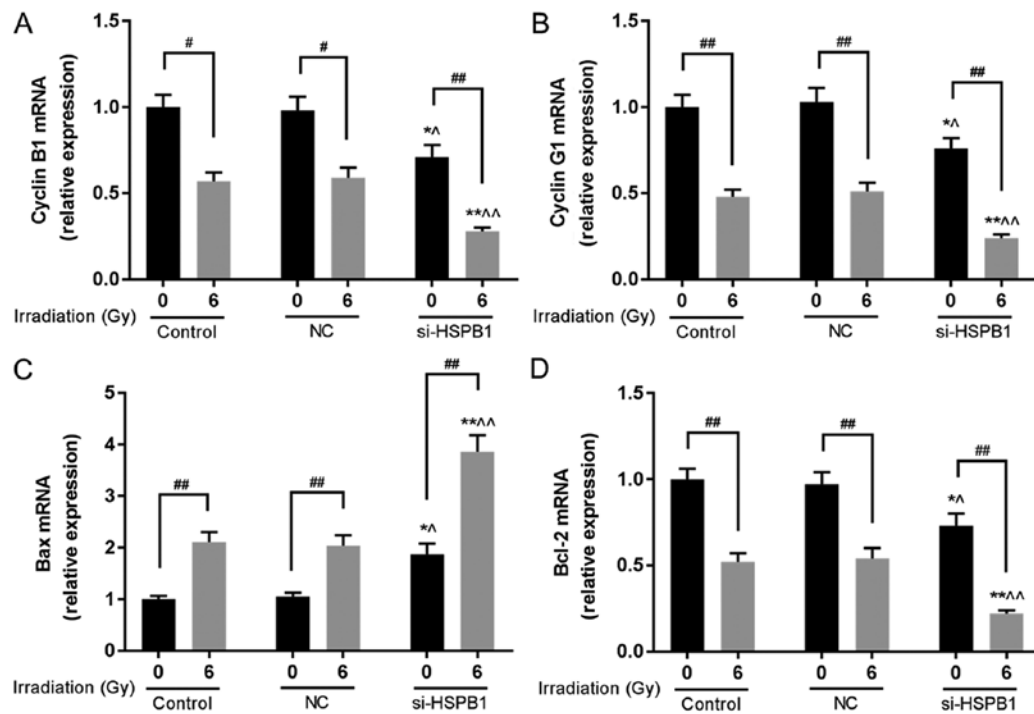 A
Cyclin B1 mRNA
(relative expression)
1.5
1.0
0.5
0.0
#
#
##
*^
**^^
0 6 0 6 0 6
Irradiation (Gy)
Control NC si-HSPB1
B
Cyclin G1 mRNA
(relative expression)
1.5
1.0
0.5
0.0
##
##
##
*^
**^^
0 6 0 6 0 6
Irradiation (Gy)
Control NC si-HSPB1
C
Bax mRNA
(relative expression)
5
4
3
2
1
0
##
##
##
*^
**^^
0 6 0 6 0 6
Irradiation (Gy)
Control NC si-HSPB1
D
Bcl-2 mRNA
(relative expression)
1.5
1.0
0.5
0.0
##
##
##
*^
**^^
0 6 0 6 0 6
Irradiation (Gy)
Control NC si-HSPB1